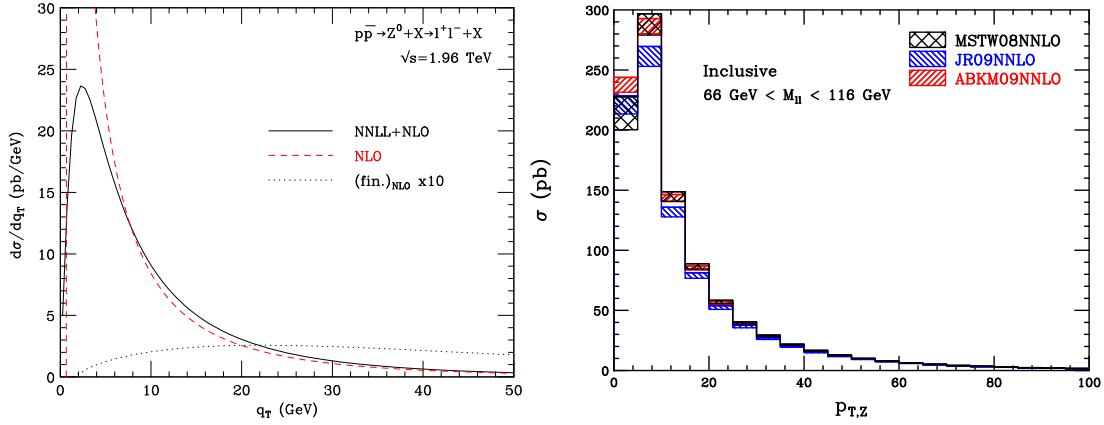 pp̅→Z⁰+X→l⁺l⁻+X
√s=1.96 TeV
NNLL+NLO
NLO
(fin.)NLO x10
dσ/dqT (pb/GeV)
30
25
20
15
10
5
0
0 10 20 30 40 50
qT (GeV)
MSTW08NNLO
JR09NNLO
ABKM09NNLO
Inclusive
66 GeV < Mll < 116 GeV
σ (pb)
300
250
200
150
100
50
0
0 20 40 60 80 100
PT,Z